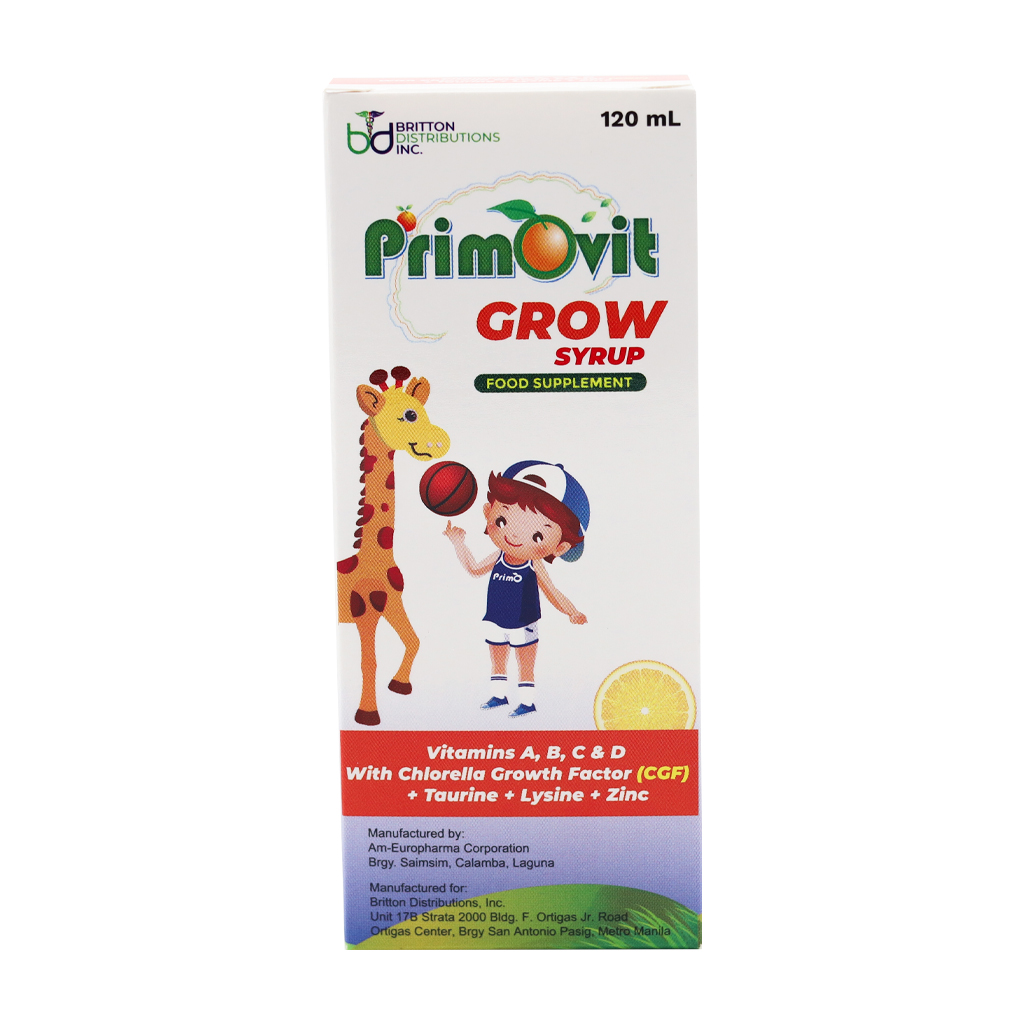 bd BRITTON
DISTRIBUTIONS
INC.
120 mL
Primovit
GROW
SYRUP
FOOD SUPPLEMENT
Primo
Vitamins A, B, C & D
With Chlorella Growth Factor (CGF)
+ Taurine + Lysine + Zinc
Manufactured by:
Am-Europharma Corporation
Brgy. Saimsim, Calamba, Laguna
Manufactured for:
Britton Distributions, Inc.
Unit 17B Strata 2000 Bldg. F. Ortigas Jr. Road
Ortigas Center, Brgy San Antonio Pasig, Metro Manila